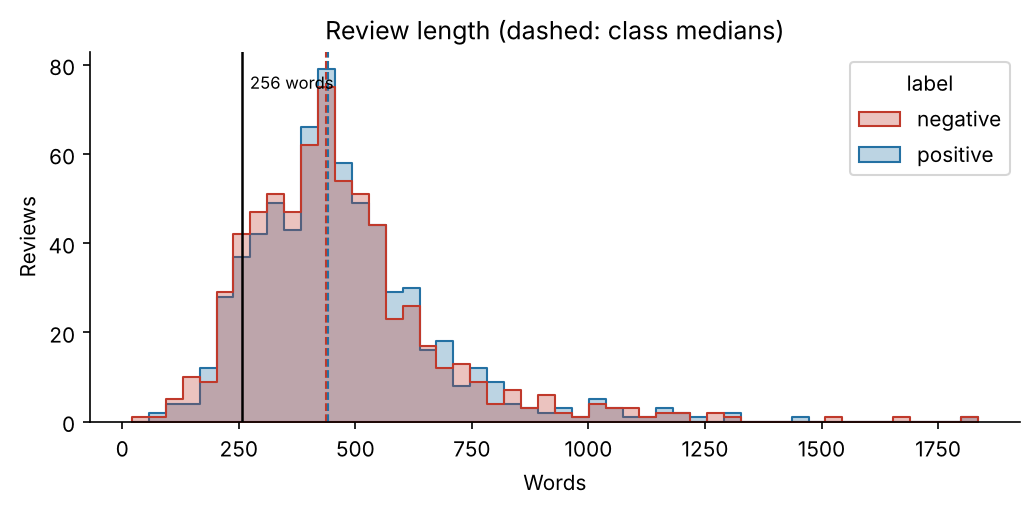 Review length (dashed: class medians)
256 words
label
negative
positive
Reviews
80
60
40
20
0
0 250 500 750 1000 1250 1500 1750
Words